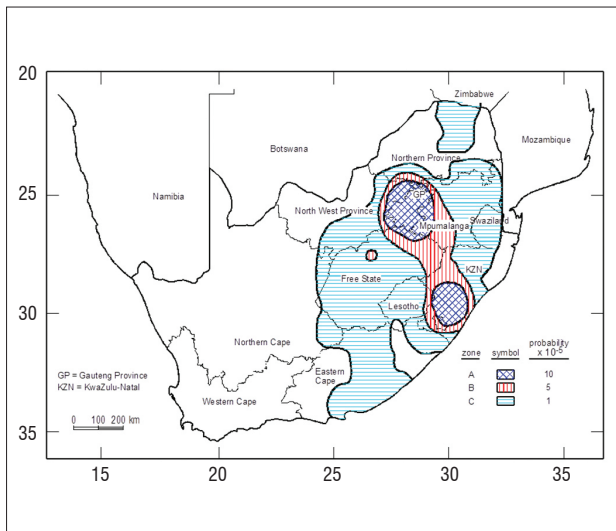 20
25
30
35
15
20
25
30
35
Zimbabwe
Mozambique
Botswana
Northern Province
Namibia
GP
North West Province
Swaziland
Mpumalanga
KZN
Free State
Lesotho
Northern Cape
Eastern
Cape
Western Cape
GP = Gauteng Province
KZN = KwaZulu-Natal
0 100 200 km
probability
zone symbol x 10-5
A 10
B 5
C 1